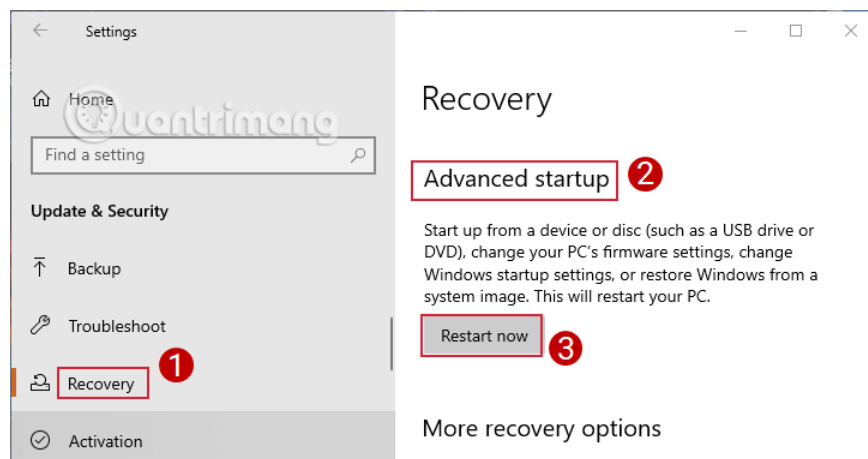 Settings
Home
Quantrimang
Find a setting
Update & Security
Backup
Troubleshoot
1
Recovery
Activation
Recovery
Advanced startup
2
Start up from a device or disc (such as a USB drive or
DVD), change your PC's firmware settings, change
Windows startup settings, or restore Windows from a
system image. This will restart your PC.
Restart now
3
More recovery options